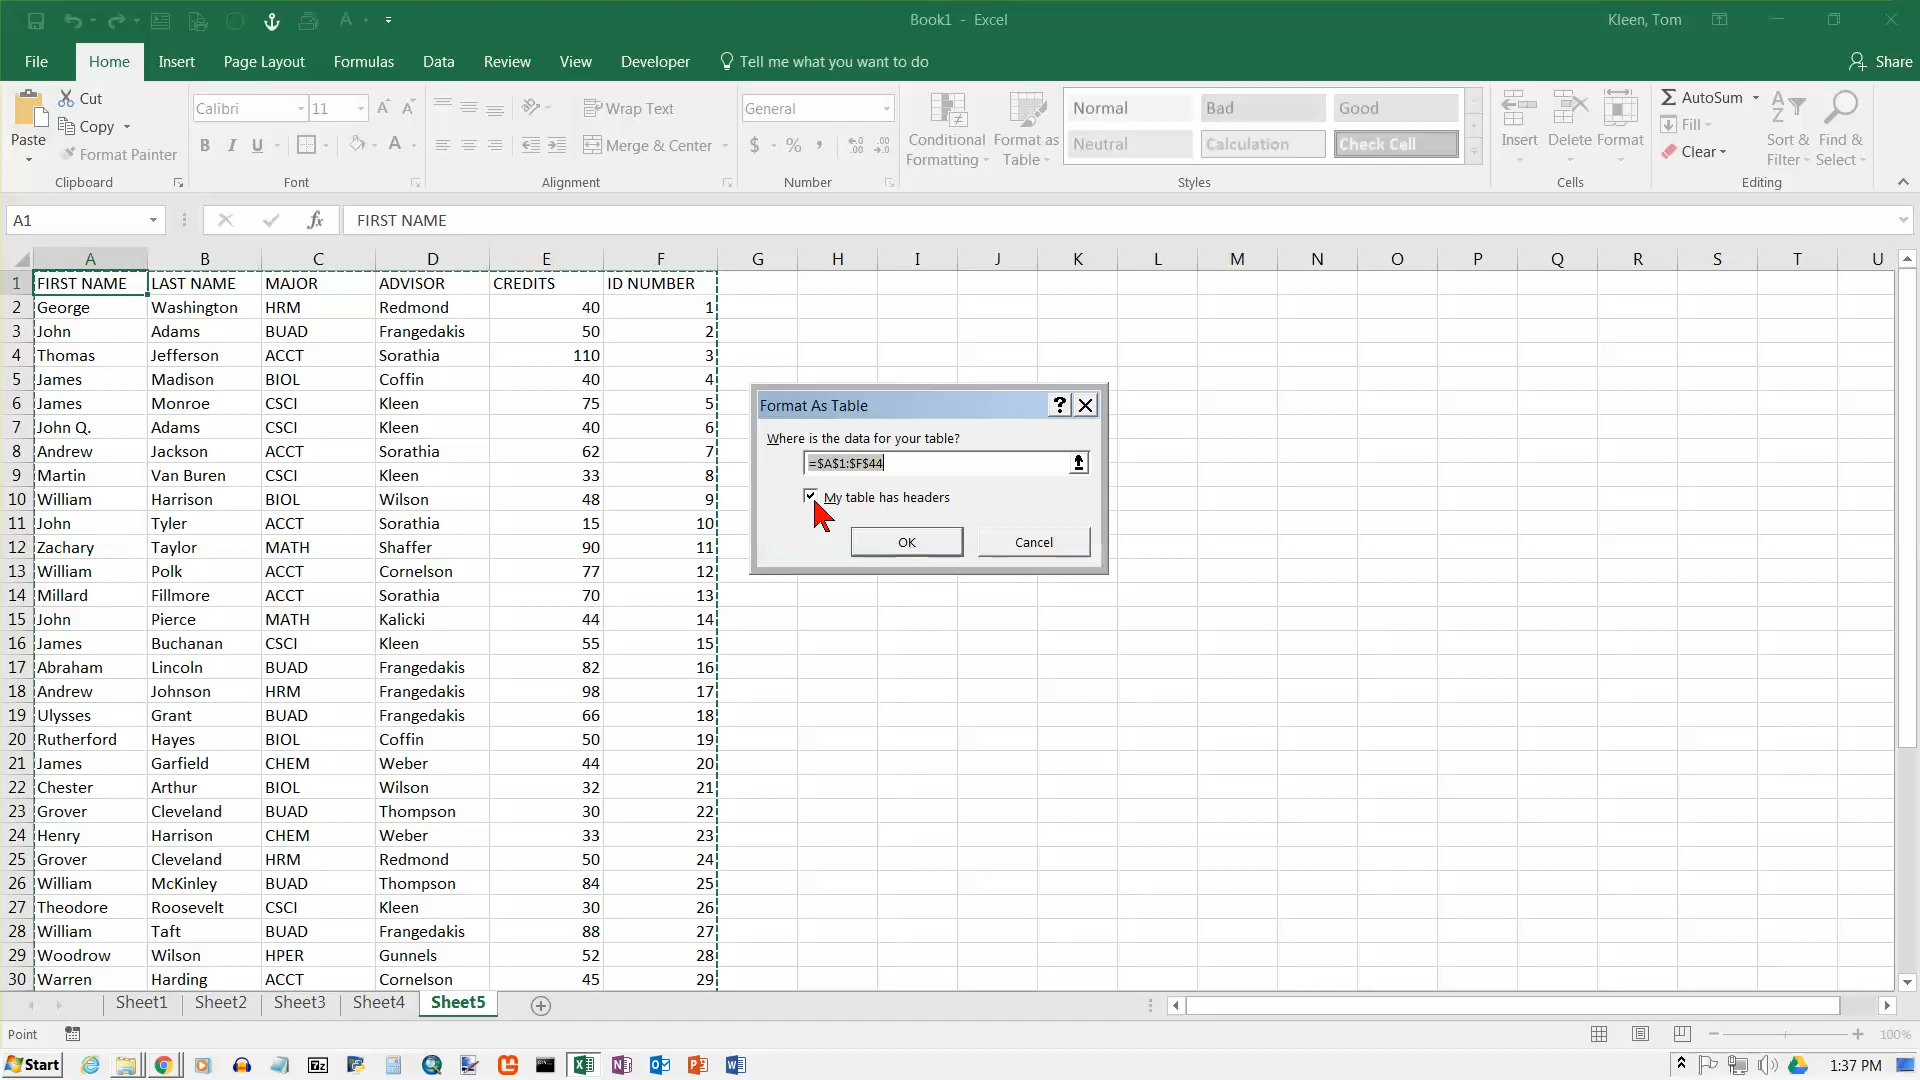 Book1 - Excel
Kleen, Tom
File Home Insert Page Layout Formulas Data Review View Developer Tell me what you want to do Share
Paste
Cut
Copy
Format Painter
Clipboard
Calibri 11
B I U A
Font
Wrap Text
Merge & Center
Alignment
General
$ % ,
Number
Conditional Formatting
Format as Table
Normal Bad Good
Neutral Calculation Check Cell
Styles
Insert Delete Format
Cells
AutoSum
Fill
Clear
Sort & Filter
Find & Select
Editing
A1 fx FIRST NAME
A B C D E F G H I J K L M N O P Q R S T U
1 FIRST NAME LAST NAME MAJOR ADVISOR CREDITS ID NUMBER
2 George Washington HRM Redmond 40 1
3 John Adams BUAD Frangedakis 50 2
4 Thomas Jefferson ACCT Sorathia 110 3
5 James Madison BIOL Coffin 40 4
6 James Monroe CSCI Kleen 75 5
7 John Q. Adams CSCI Kleen 40 6
8 Andrew Jackson ACCT Sorathia 62 7
9 Martin Van Buren CSCI Kleen 33 8
10 William Harrison BIOL Wilson 48 9
11 John Tyler ACCT Sorathia 15 10
12 Zachary Taylor MATH Shaffer 90 11
13 William Polk ACCT Cornelson 77 12
14 Millard Fillmore ACCT Sorathia 70 13
15 John Pierce MATH Kalicki 44 14
16 James Buchanan CSCI Kleen 55 15
17 Abraham Lincoln BUAD Frangedakis 82 16
18 Andrew Johnson HRM Frangedakis 98 17
19 Ulysses Grant BUAD Frangedakis 66 18
20 Rutherford Hayes BIOL Coffin 50 19
21 James Garfield CHEM Weber 44 20
22 Chester Arthur BIOL Wilson 32 21
23 Grover Cleveland BUAD Thompson 30 22
24 Henry Harrison CHEM Weber 33 23
25 Grover Cleveland HRM Redmond 50 24
26 William McKinley BUAD Thompson 84 25
27 Theodore Roosevelt CSCI Kleen 30 26
28 William Taft BUAD Frangedakis 88 27
29 Woodrow Wilson HPER Gunnels 52 28
30 Warren Harding ACCT Cornelson 45 29
Format As Table
Where is the data for your table?
=$A$1:$F$44
My table has headers
OK Cancel
Sheet1 Sheet2 Sheet3 Sheet4 Sheet5
Point
100%
Start
1:37 PM